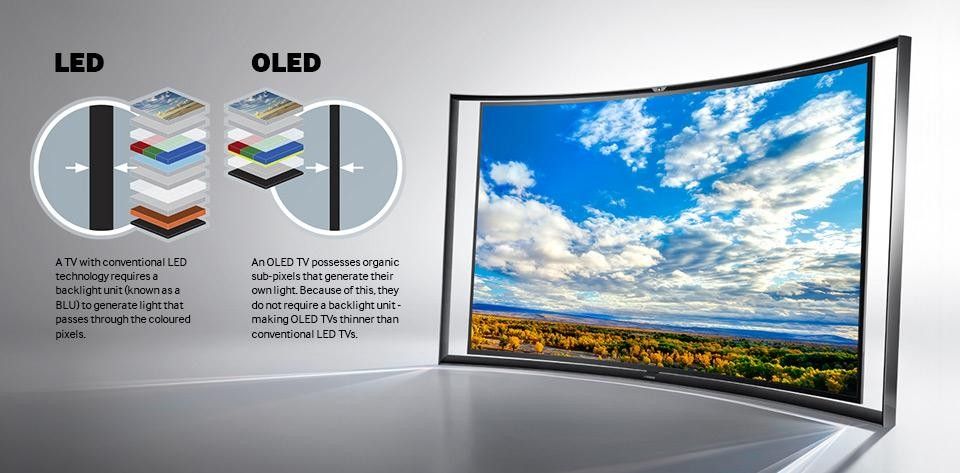 LED
A TV with conventional LED
technology requires a
backlight unit (known as a
BLU) to generate light that
passes through the coloured
pixels.
OLED
An OLED TV possesses organic
sub-pixels that generate their
own light. Because of this, they
do not require a backlight unit -
making OLED TVs thinner than
conventional LED TVs.